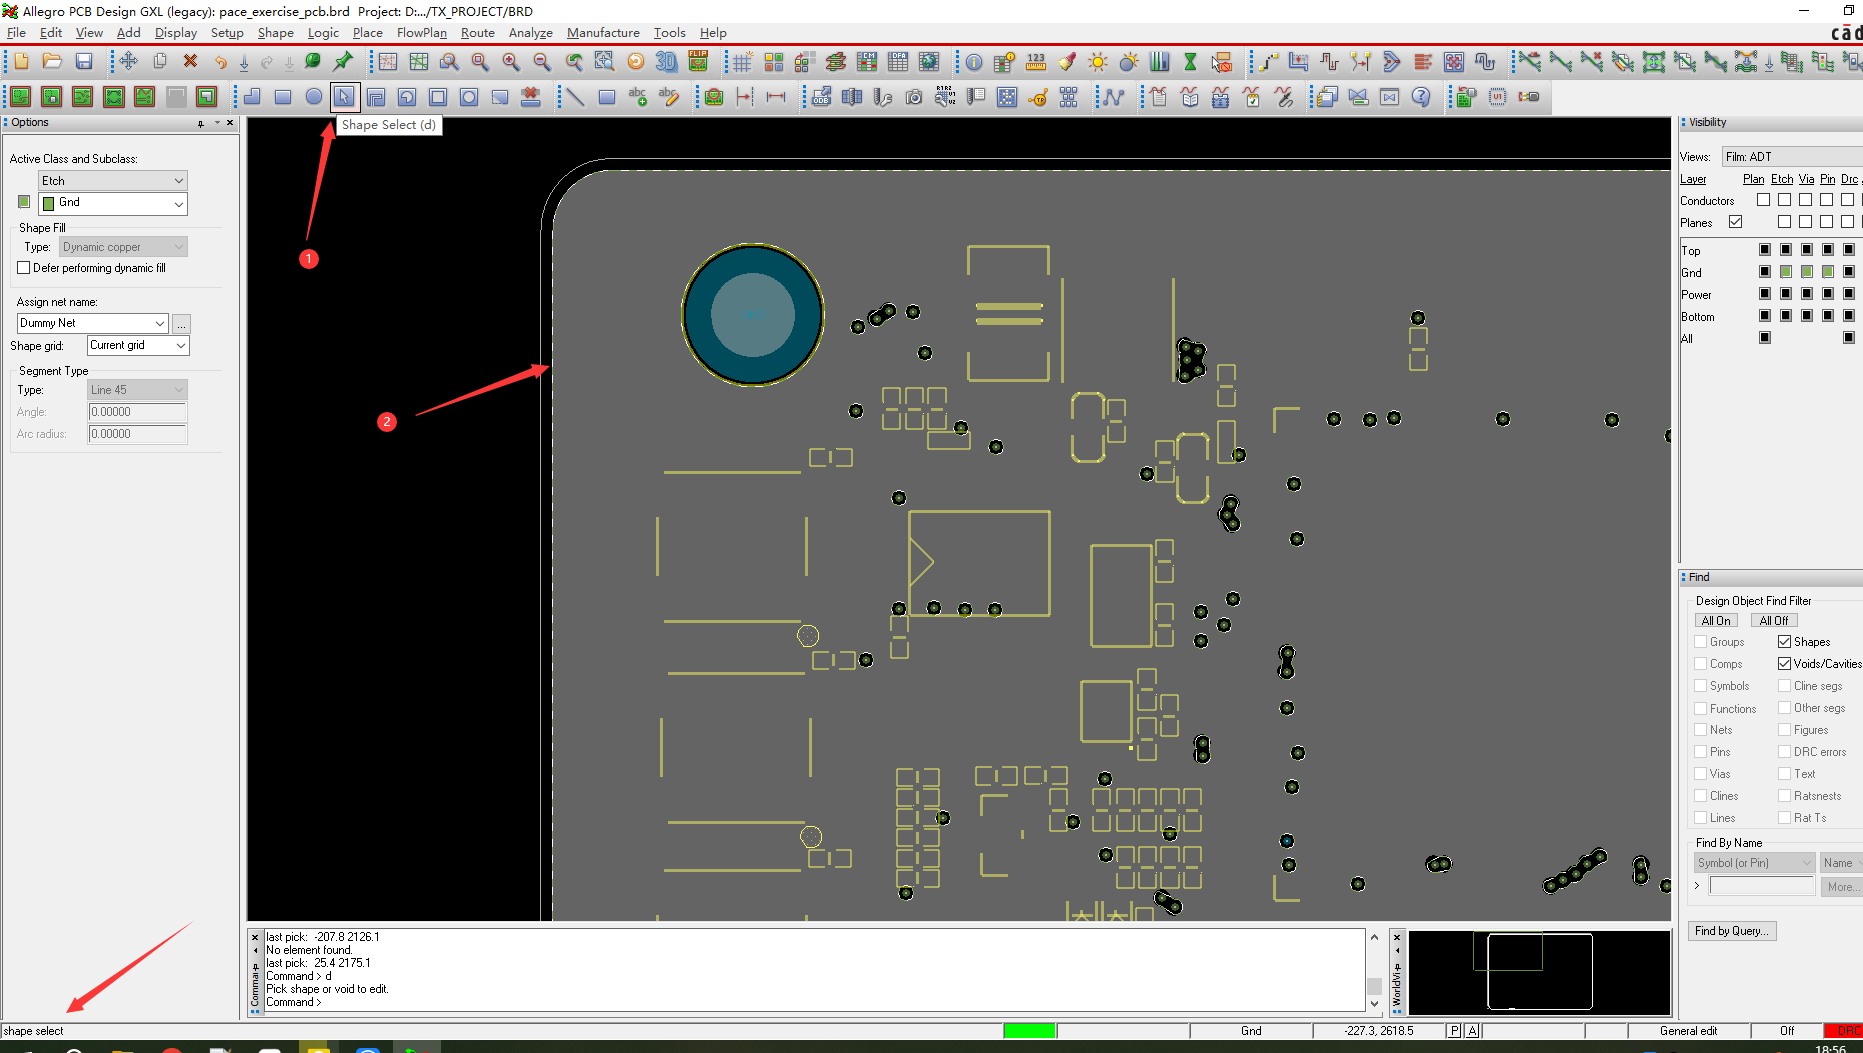 Allegro PCB Design GXL (legacy): pace_exercise_pcb.brd  Project: D:.../TX_PROJECT/BRD
File Edit View Add Display Setup Shape Logic Place FlowPlan Route Analyze Manufacture Tools Help
cād
Options
Shape Select (d)
Active Class and Subclass:
Etch
Gnd
Shape Fill
Type: Dynamic copper
Defer performing dynamic fill
Assign net name:
Dummy Net
...
Shape grid: Current grid
Segment Type
Type: Line 45
Angle: 0.00000
Arc radius: 0.00000
1
2
Visibility
Views: Film: ADT
Layer Plan Etch Via Pin Drc
Conductors
Planes
Top
Gnd
Power
Bottom
All
Find
Design Object Find Filter
All On All Off
Groups Shapes
Comps Voids/Cavities
Symbols Cline segs
Functions Other segs
Nets Figures
Pins DRC errors
Vias Text
Clines Ratsnests
Lines Rat Ts
Find By Name
Symbol (or Pin) Name
> More...
Find by Query...
last pick: -207.8 2126.1
No element found.
last pick: 25.4 2175.1
Command > d
Pick shape or void to edit.
Command >
shape select
Gnd
-227.3, 2618.5
P A
General edit
Off
DRC
18:56